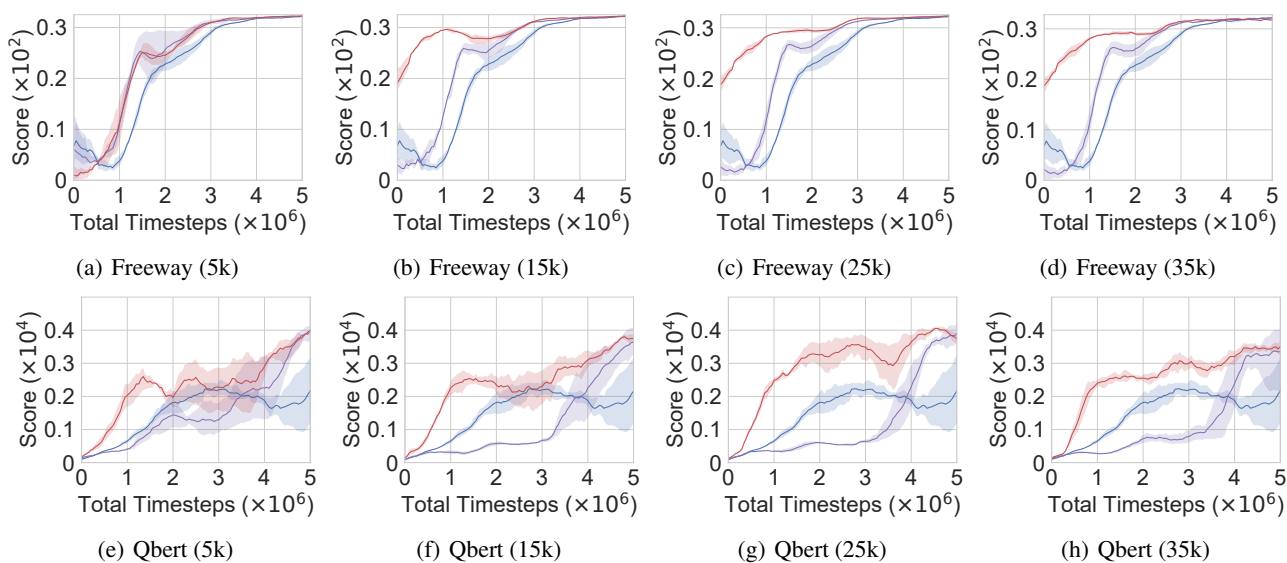 Score (×10²)
0.3
0.2
0.1
0
0 1 2 3 4 5
Total Timesteps (×10⁶)
(a) Freeway (5k)
Score (×10²)
0.3
0.2
0.1
0
0 1 2 3 4 5
Total Timesteps (×10⁶)
(b) Freeway (15k)
Score (×10²)
0.3
0.2
0.1
0
0 1 2 3 4 5
Total Timesteps (×10⁶)
(c) Freeway (25k)
Score (×10²)
0.3
0.2
0.1
0
0 1 2 3 4 5
Total Timesteps (×10⁶)
(d) Freeway (35k)
Score (×10⁴)
0.4
0.3
0.2
0.1
0
0 1 2 3 4 5
Total Timesteps (×10⁶)
(e) Qbert (5k)
Score (×10⁴)
0.4
0.3
0.2
0.1
0
0 1 2 3 4 5
Total Timesteps (×10⁶)
(f) Qbert (15k)
Score (×10⁴)
0.4
0.3
0.2
0.1
0
0 1 2 3 4 5
Total Timesteps (×10⁶)
(g) Qbert (25k)
Score (×10⁴)
0.4
0.3
0.2
0.1
0
0 1 2 3 4 5
Total Timesteps (×10⁶)
(h) Qbert (35k)